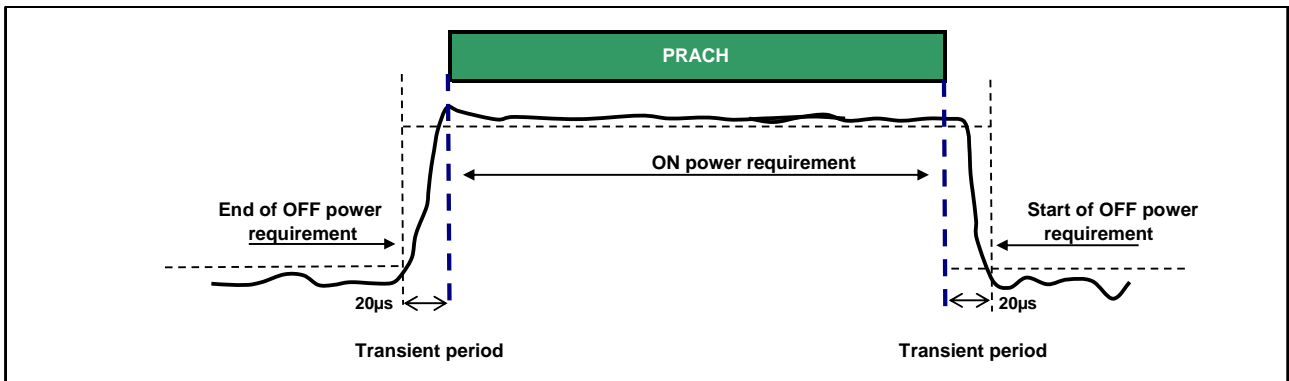 PRACH
ON power requirement
End of OFF power
requirement
Start of OFF power
requirement
20µs
20µs
Transient period
Transient period